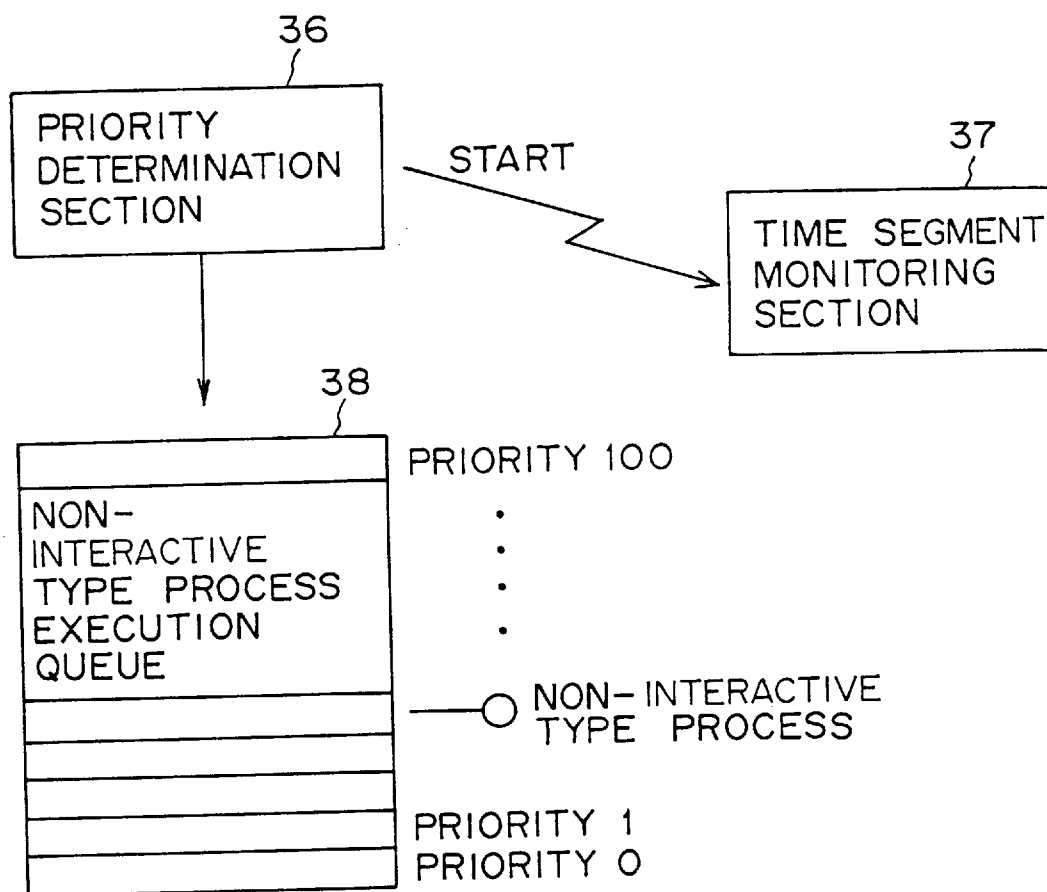 36
PRIORITY
DETERMINATION
SECTION
START
37
TIME SEGMENT
MONITORING
SECTION
38
PRIORITY 100
NON-
INTERACTIVE
TYPE PROCESS
EXECUTION
QUEUE
NON-INTERACTIVE
TYPE PROCESS
PRIORITY 1
PRIORITY 0